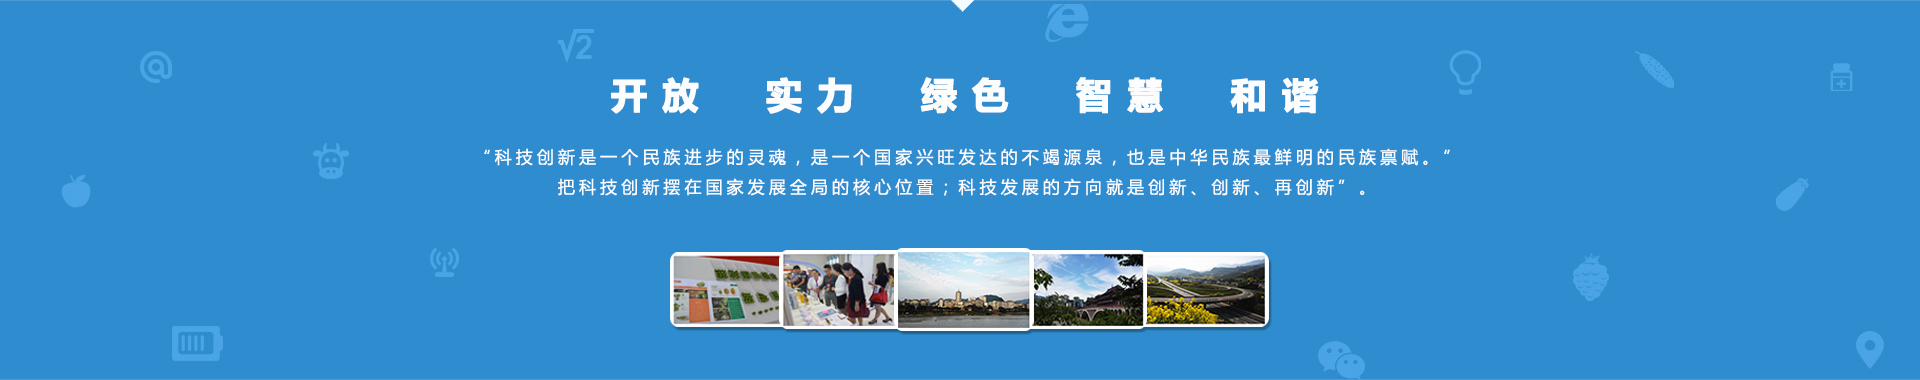 √2
开放 实力 绿色 智慧 和谐
“科技创新是一个民族进步的灵魂，是一个国家兴旺发达的不竭源泉，也是中华民族最鲜明的民族禀赋。”
把科技创新摆在国家发展全局的核心位置；科技发展的方向就是创新、创新、再创新”。